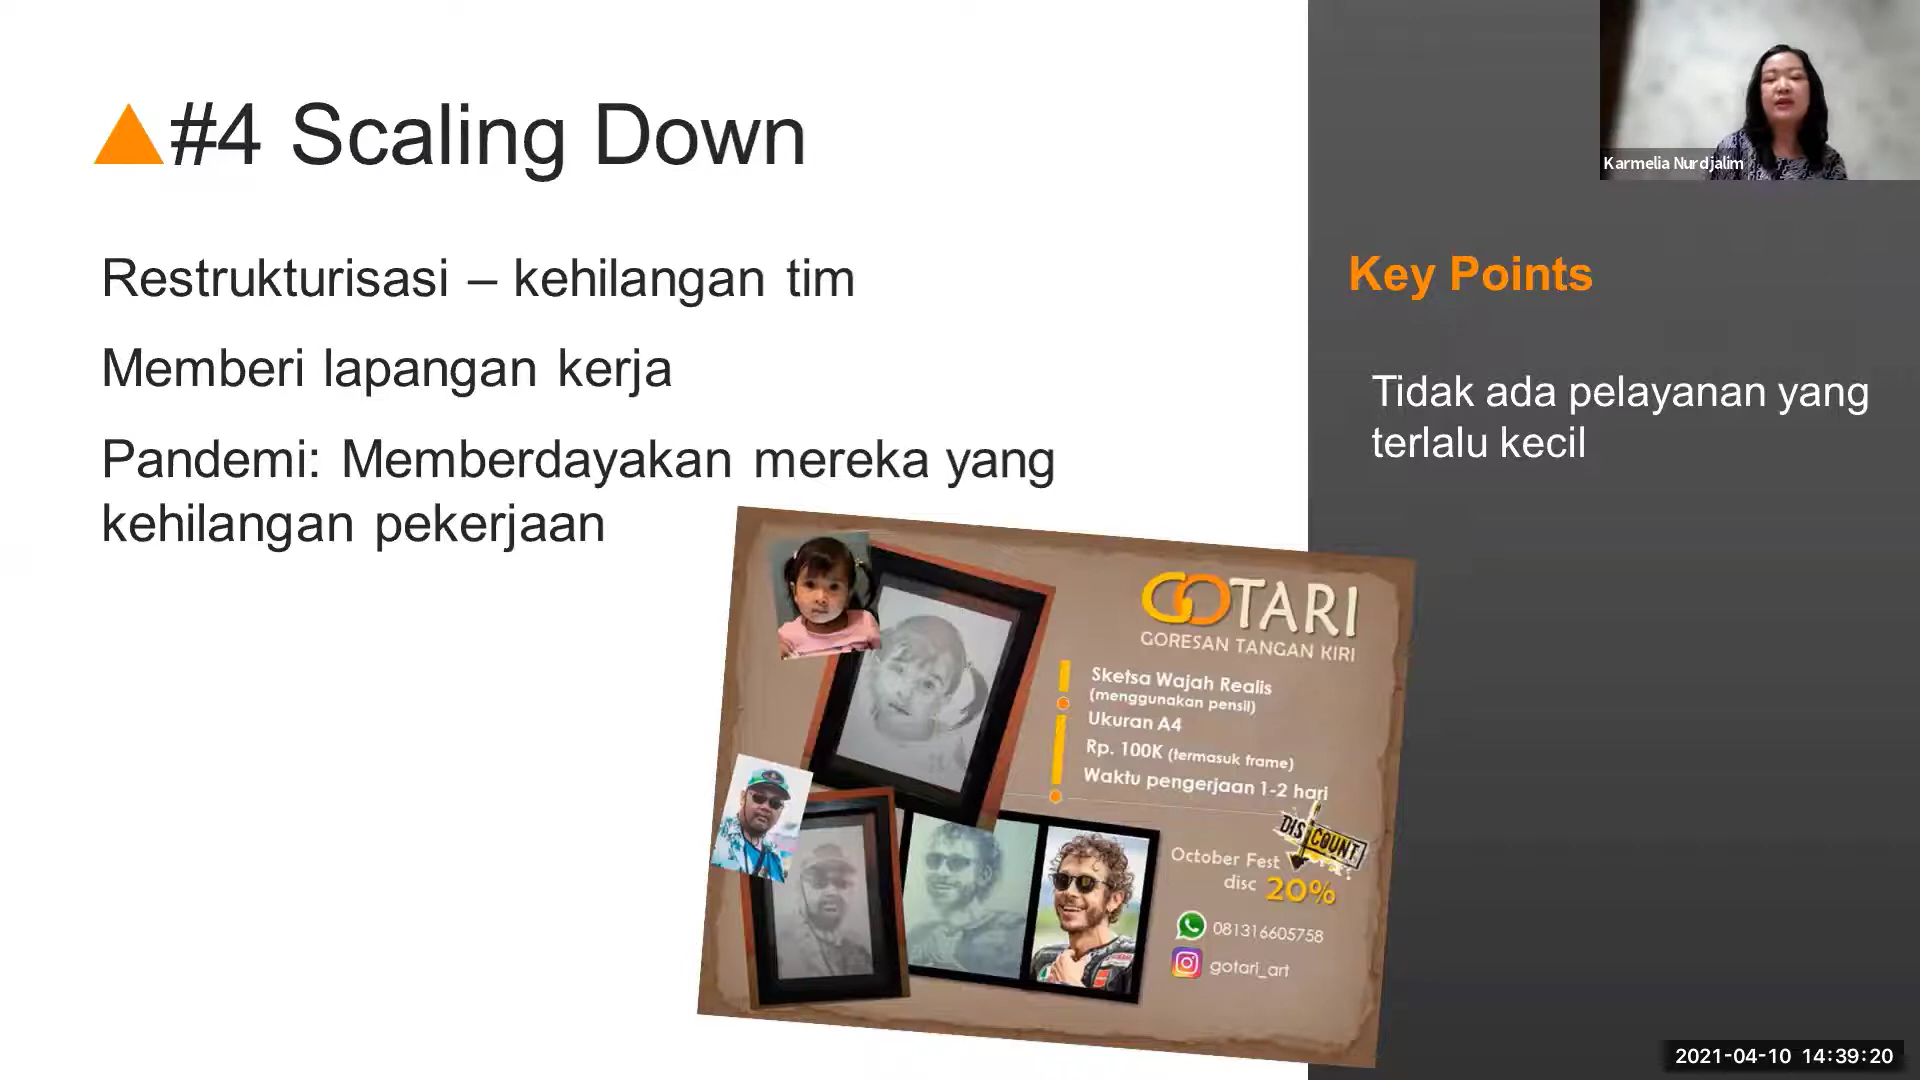 #4 Scaling Down
Restrukturisasi – kehilangan tim
Memberi lapangan kerja
Pandemi: Memberdayakan mereka yang
kehilangan pekerjaan
Karmelia Nurdjalim
Key Points
Tidak ada pelayanan yang
terlalu kecil
GOTARI
GORESAN TANGAN KIRI
Sketsa Wajah Realis
(menggunakan pensil)
Ukuran A4
Rp. 100K (termasuk frame)
Waktu pengerjaan 1-2 hari
DISCOUNT
October Fest
disc 20%
081316605758
gotari_art
2021-04-10 14:39:20